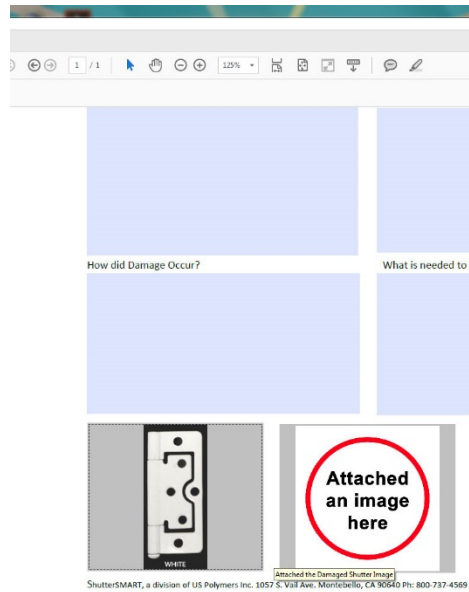 1 / 1
125%
How did Damage Occur?
What is needed to
WHITE
Attached
an image
here
Attached the Damaged Shutter Image
ShutterSMART, a division of US Polymers Inc. 1057 S. Vail Ave. Montebello, CA 90640 Ph: 800-737-4569